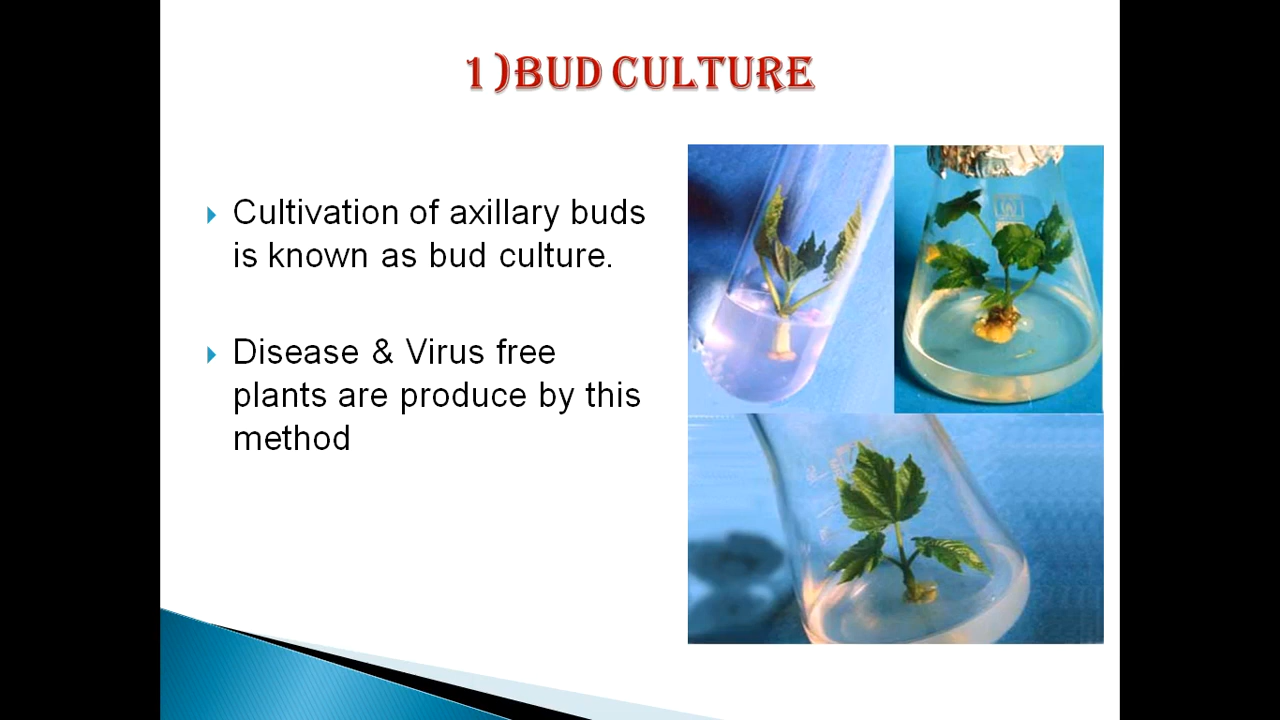 1)BUD CULTURE
Cultivation of axillary buds
is known as bud culture.
Disease & Virus free
plants are produce by this
method